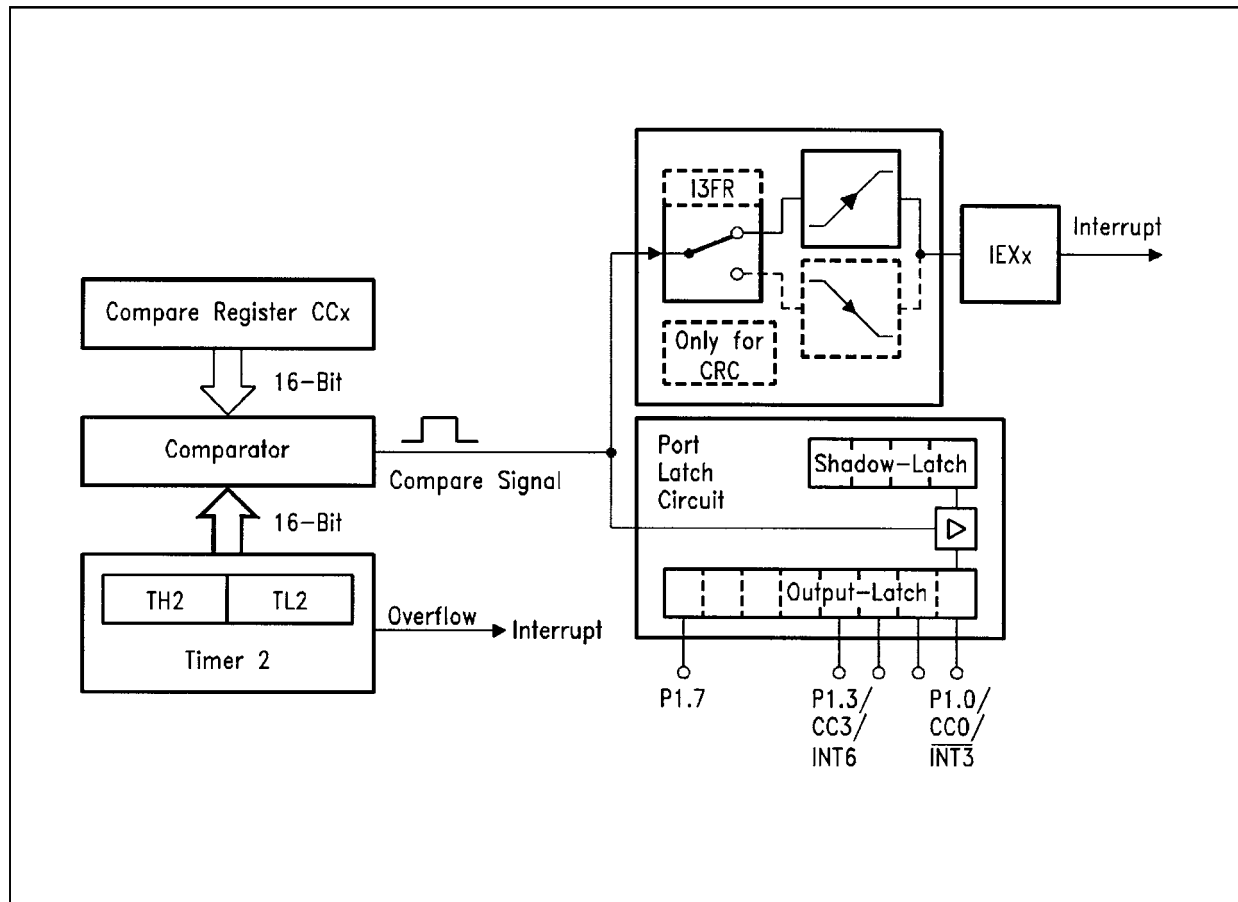 I3FR
Interrupt
IEXx
Compare Register CCx
Only for
CRC
16-Bit
Comparator
Compare Signal
Port
Latch
Circuit
Shadow-Latch
16-Bit
TH2
TL2
Timer 2
Overflow
Interrupt
Output-Latch
P1.7
P1.3/
CC3/
INT6
P1.0/
CC0/
INT3